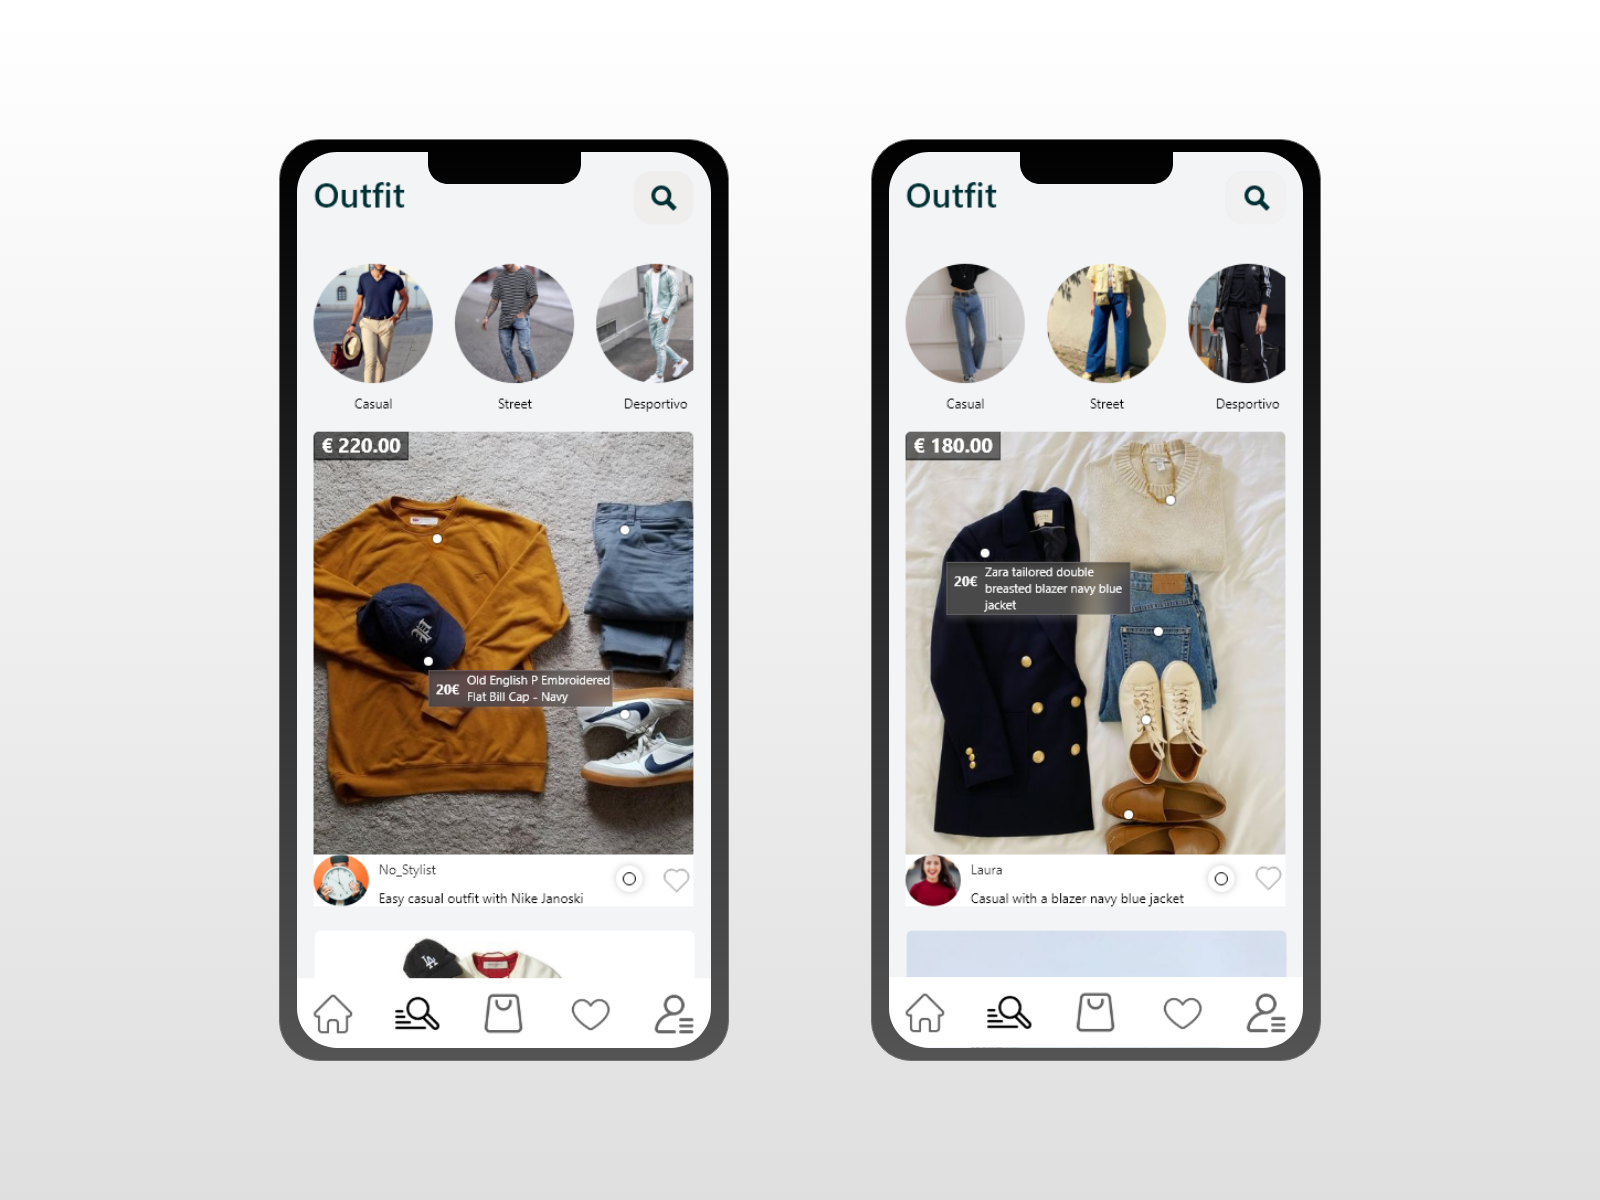 Outfit
Casual
Street
Desportivo
€ 220.00
20€
Old English P Embroidered
Flat Bill Cap - Navy
No_Stylist
Easy casual outfit with Nike Janoski
LA
Outfit
Casual
Street
Desportivo
€ 180.00
20€
Zara tailored double
breasted blazer navy blue
jacket
Laura
Casual with a blazer navy blue jacket